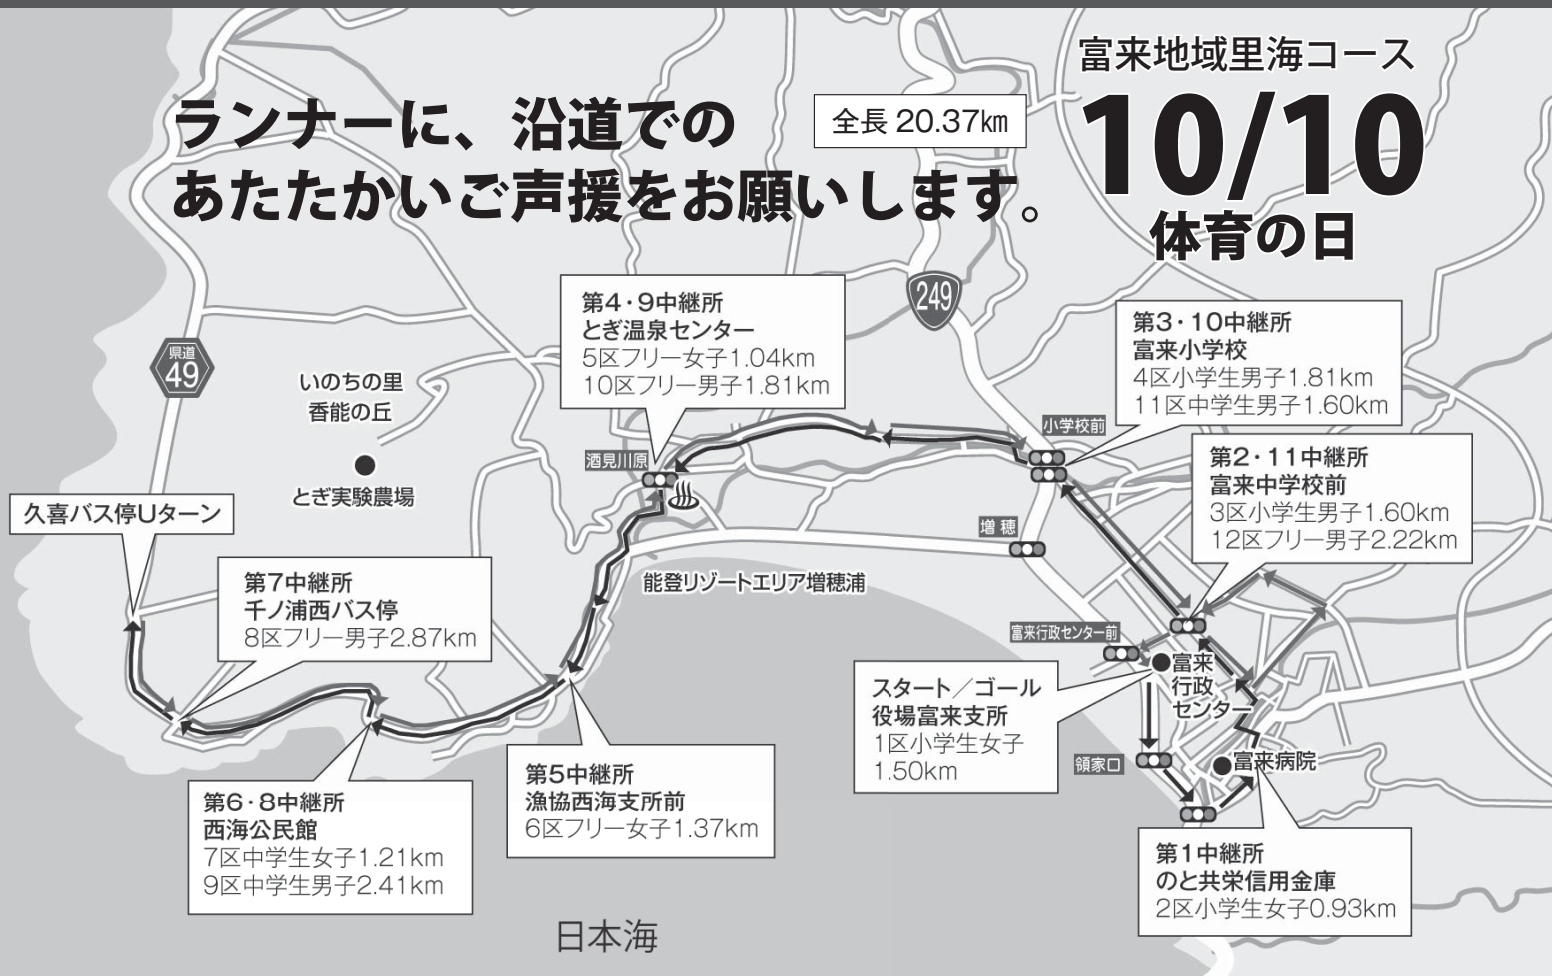 富来地域里海コース
10/10
体育の日
全長 20.37㎞
ランナーに、沿道での
あたたかいご声援をお願いします。
249
県道
49
第4・9中継所
とぎ温泉センター
5区フリー女子1.04km
10区フリー男子1.81km
第3・10中継所
富来小学校
4区小学生男子1.81km
11区中学生男子1.60km
小学校前
いのちの里
香能の丘
とぎ実験農場
酒見川原
第2・11中継所
富来中学校前
3区小学生男子1.60km
12区フリー男子2.22km
久喜バス停Uターン
増穂
能登リゾートエリア増穂浦
第7中継所
千ノ浦西バス停
8区フリー男子2.87km
富来行政センター前
富来
行政
センター
スタート／ゴール
役場富来支所
1区小学生女子
1.50km
領家口
富来病院
第5中継所
漁協西海支所前
6区フリー女子1.37km
第6・8中継所
西海公民館
7区中学生女子1.21km
9区中学生男子2.41km
第1中継所
のと共栄信用金庫
2区小学生女子0.93km
日本海